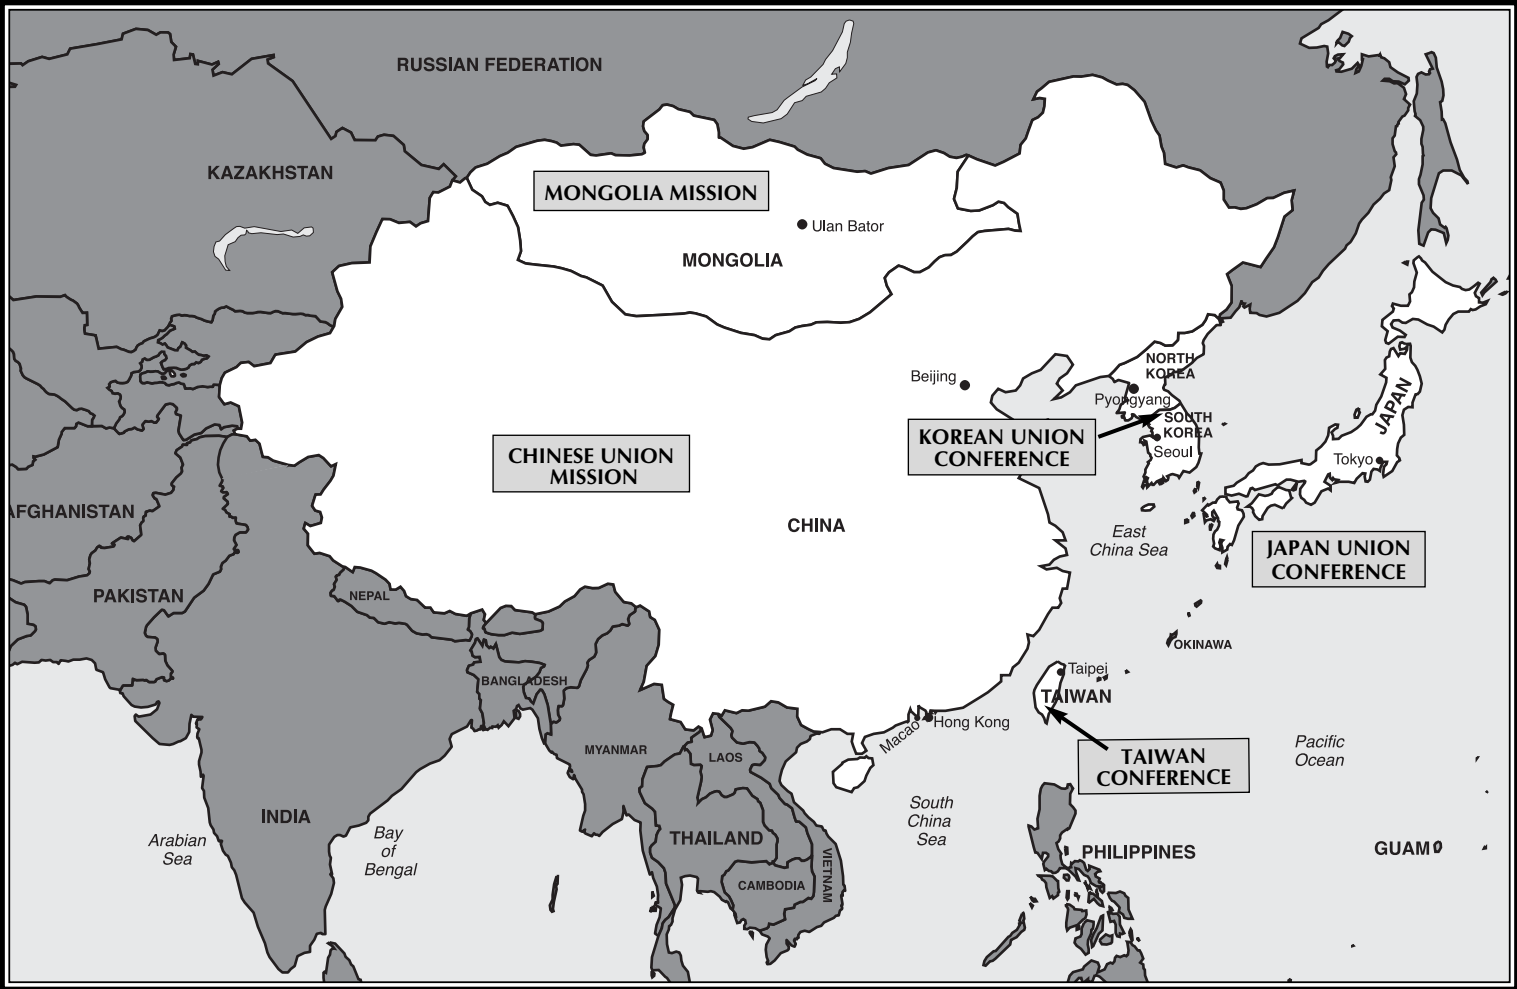 RUSSIAN FEDERATION
KAZAKHSTAN
MONGOLIA MISSION
Ulan Bator
MONGOLIA
NORTH
KOREA
Beijing
Pyongyang
JAPAN
SOUTH
KOREA
KOREAN UNION
CONFERENCE
Seoul
Tokyo
CHINESE UNION
MISSION
AFGHANISTAN
CHINA
East
China Sea
JAPAN UNION
CONFERENCE
PAKISTAN
NEPAL
OKINAWA
Taipei
BANGLADESH
TAIWAN
Macao
Hong Kong
MYANMAR
LAOS
TAIWAN
CONFERENCE
Pacific
Ocean
INDIA
South
China
Sea
Arabian
Sea
Bay
of
Bengal
THAILAND
PHILIPPINES
GUAM
VIETNAM
CAMBODIA